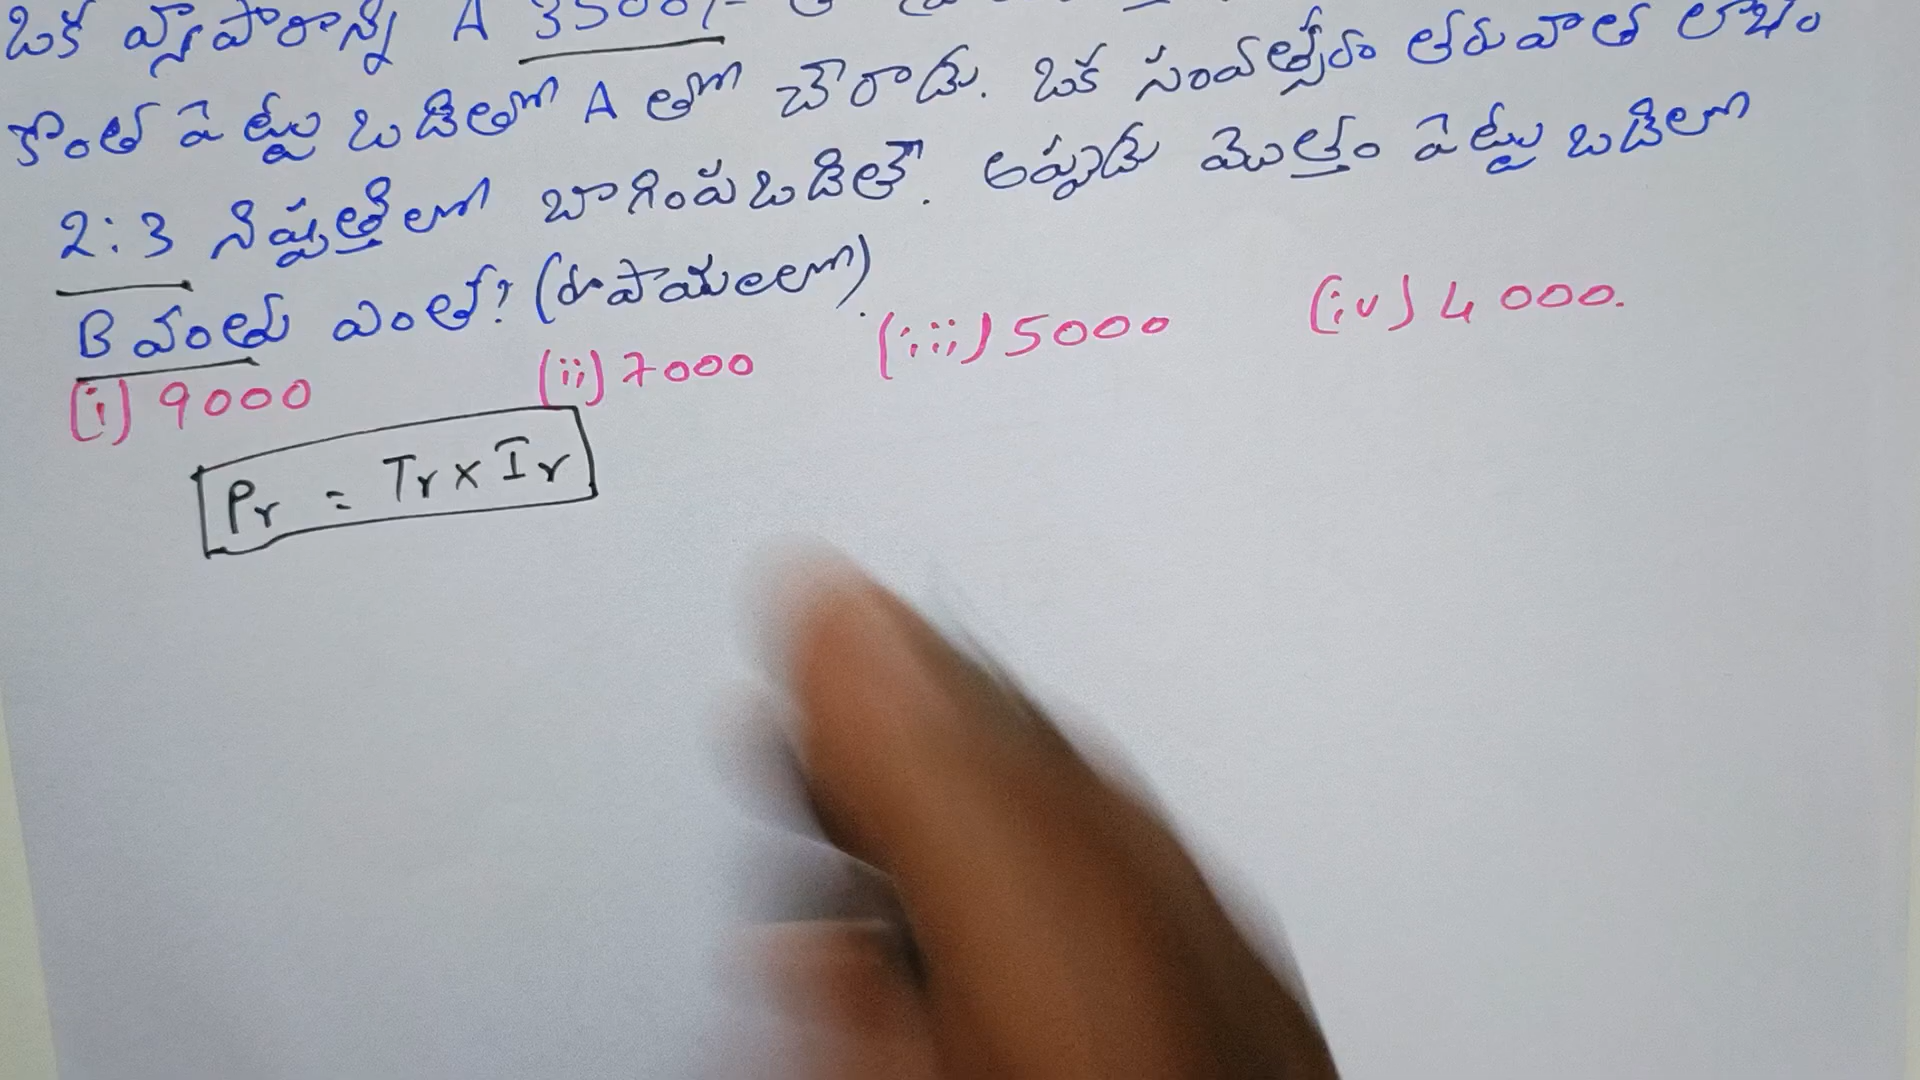 ఒక వ్యాపారాన్ని A 3500/-
కొంత పెట్టుబడితో A తో చేరాడు. ఒక సంవత్సరం తరువాత లాభం
2:3 నిష్పత్తిలో బాగింపబడితే. అప్పుడు మొత్తం పెట్టుబడిలో
B వంతు ఎంత? (రూపాయలలో).
(i) 9000 (ii) 7000 (iii) 5000 (iv) 4000.
Pr = Tr x Ir